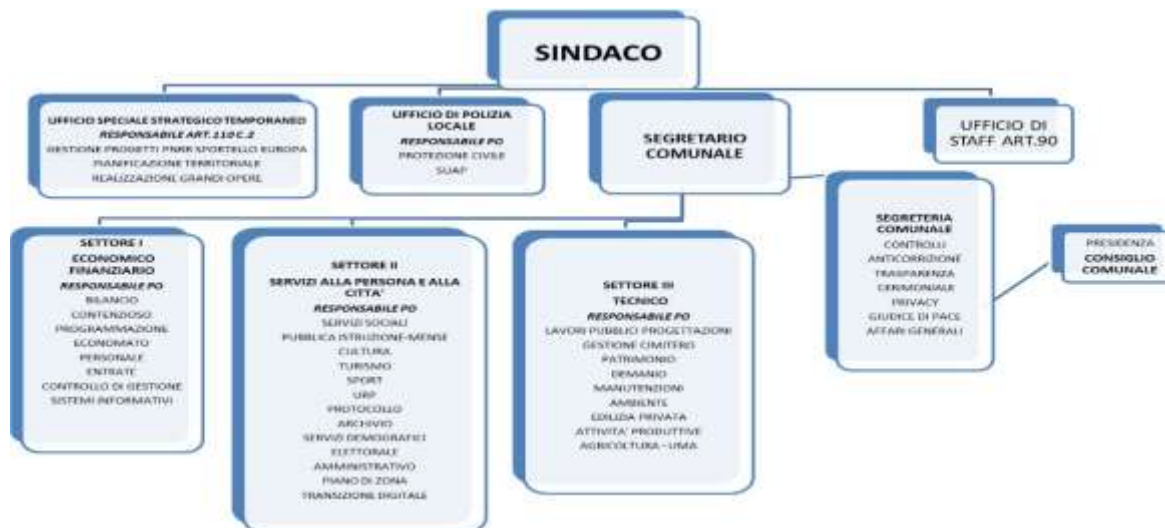 SINDACO
UFFICIO SPECIALE STRATEGICO TEMPORANEO
RESPONSABILE ART.110 C.2
GESTIONE PROGETTI PNRR SPORTELLO EUROPA
PIANIFICAZIONE TERRITORIALE
REALIZZAZIONE GRANDI OPERE
UFFICIO DI POLIZIA
LOCALE
RESPONSABILE PO
PROTEZIONE CIVILE
SUAP
SEGRETARIO
COMUNALE
UFFICIO DI
STAFF ART.90
SEGRETERIA
COMUNALE
CONTROLLI
ANTICORRIZIONE
TRASPARENZA
CERIMONIALE
PRIVACY
GIUDICE DI PACE
AFFARI GENERALI
PRESIDENZA
CONSIGLIO
COMUNALE
SETTORE I
ECONOMICO
FINANZIARIO
RESPONSABILE PO
BILANCIO
CONTENZIOSO
PROGRAMMAZIONE
ECONOMATO
PERSONALE
ENTRATE
CONTROLLO DI GESTIONE
SISTEMI INFORMATIVI
SETTORE II
SERVIZI ALLA PERSONA E ALLA
CITTA'
RESPONSABILE PO
SERVIZI SOCIALI
PUBBLICA ISTRUZIONE-MENSE
CULTURA
TURISMO
SPORT
URP
PROTOCOLLO
ARCHIVIO
SERVIZI DEMOGRAFICI
ELETTORALE
AMMINISTRATIVO
PIANO DI ZONA
TRANSIZIONE DIGITALE
SETTORE III
TECNICO
RESPONSABILE PO
LAVORI PUBBLICI PROGETTAZIONI
GESTIONE CIMITERO
PATRIMONIO
DEMANIO
MANUTENZIONI
AMBIENTE
EDILIZIA PRIVATA
ATTIVITA' PRODUTTIVE
AGRICOLTURA - UMA